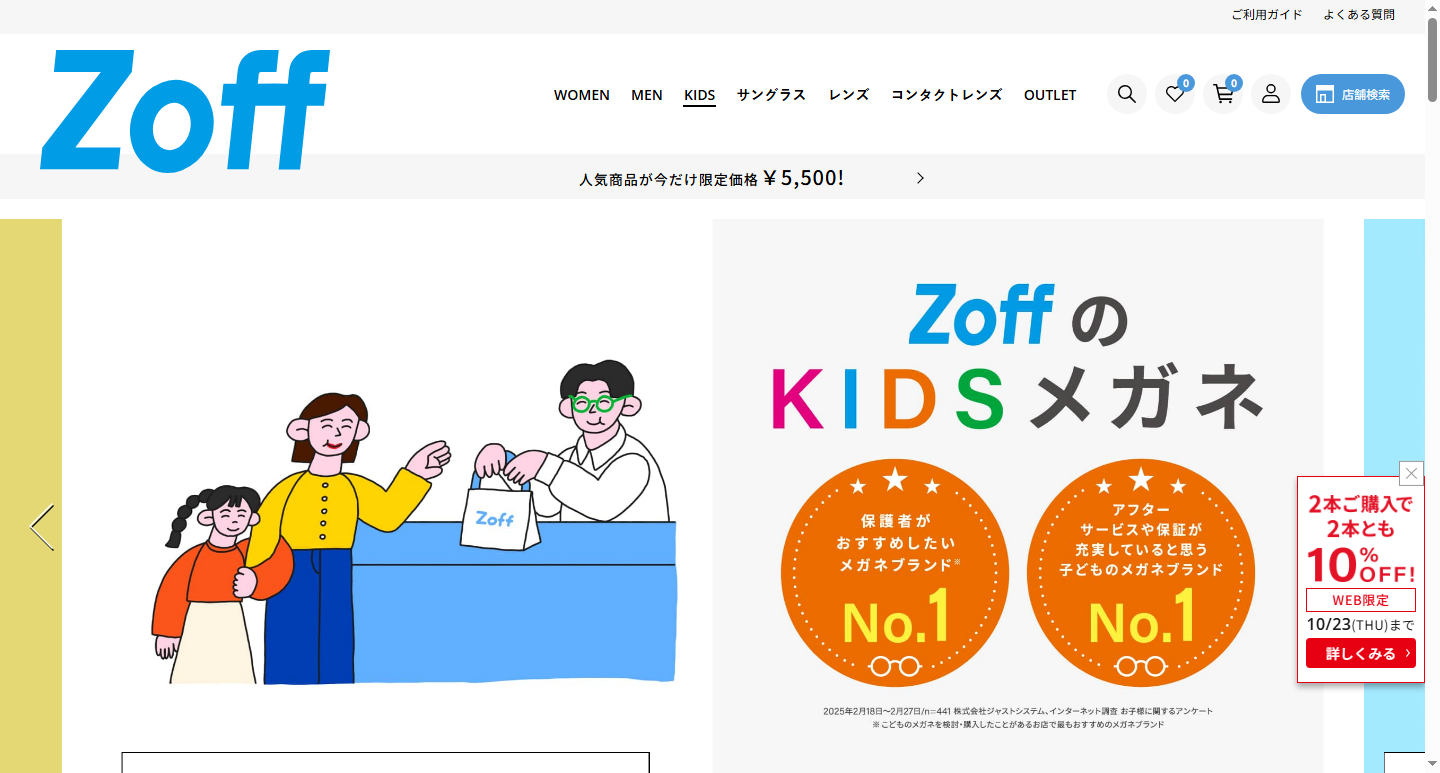 ご利用ガイド よくある質問
Zoff
WOMEN MEN KIDS サングラス レンズ コンタクトレンズ OUTLET 0 0 店舗検索
人気商品が今だけ限定価格￥5,500!
Zoffの
KIDSメガネ
保護者が
おすすめしたい
メガネブランド※
No.1
アフター
サービスや保証が
充実していると思う
子どものメガネブランド
No.1
2025年2月18日〜2月27日/n=441 株式会社ジャストシステム、インターネット調査 お子様に関するアンケート
※こどものメガネを検討・購入したことがあるお店で最もおすすめのメガネブランド
Zoff
2本ご購入で
2本とも
10%
OFF!
WEB限定
10/23(THU)まで
詳しくみる